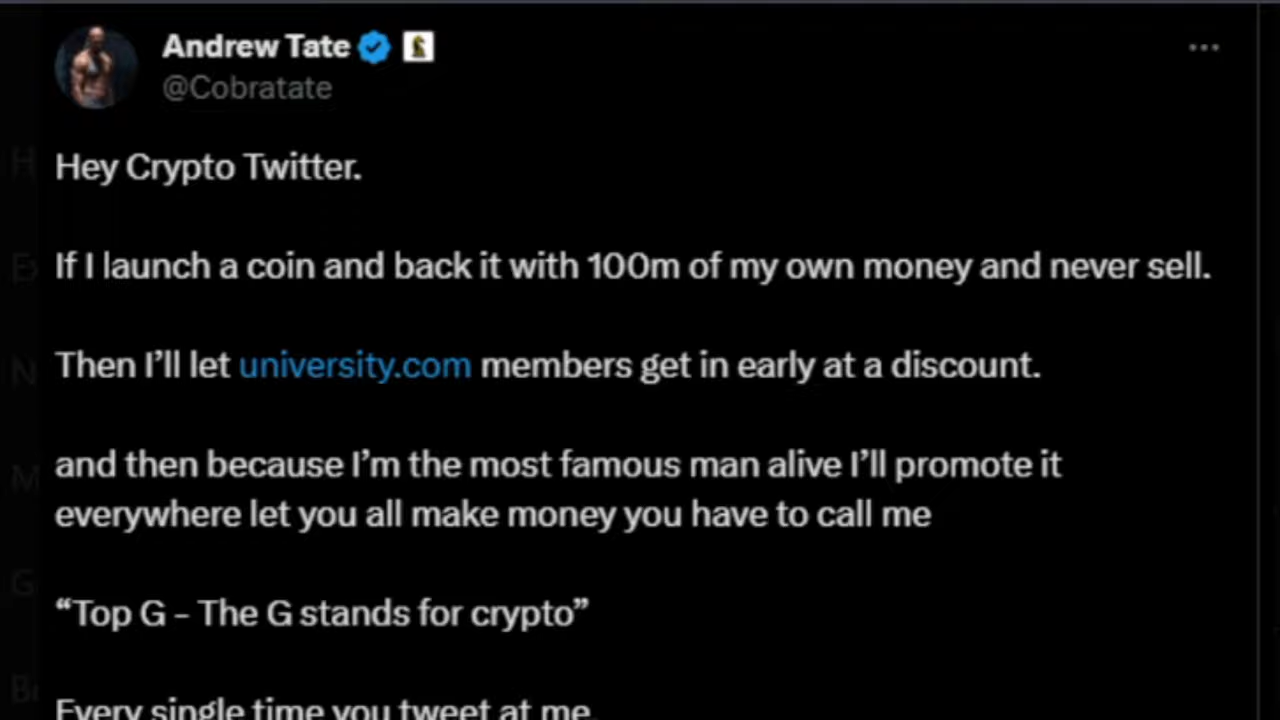 Andrew Tate
@Cobratate
Hey Crypto Twitter.
If I launch a coin and back it with 100m of my own money and never sell.
Then I’ll let university.com members get in early at a discount.
and then because I’m the most famous man alive I’ll promote it
everywhere let you all make money you have to call me
“Top G - The G stands for crypto”
Every single time you tweet at me.